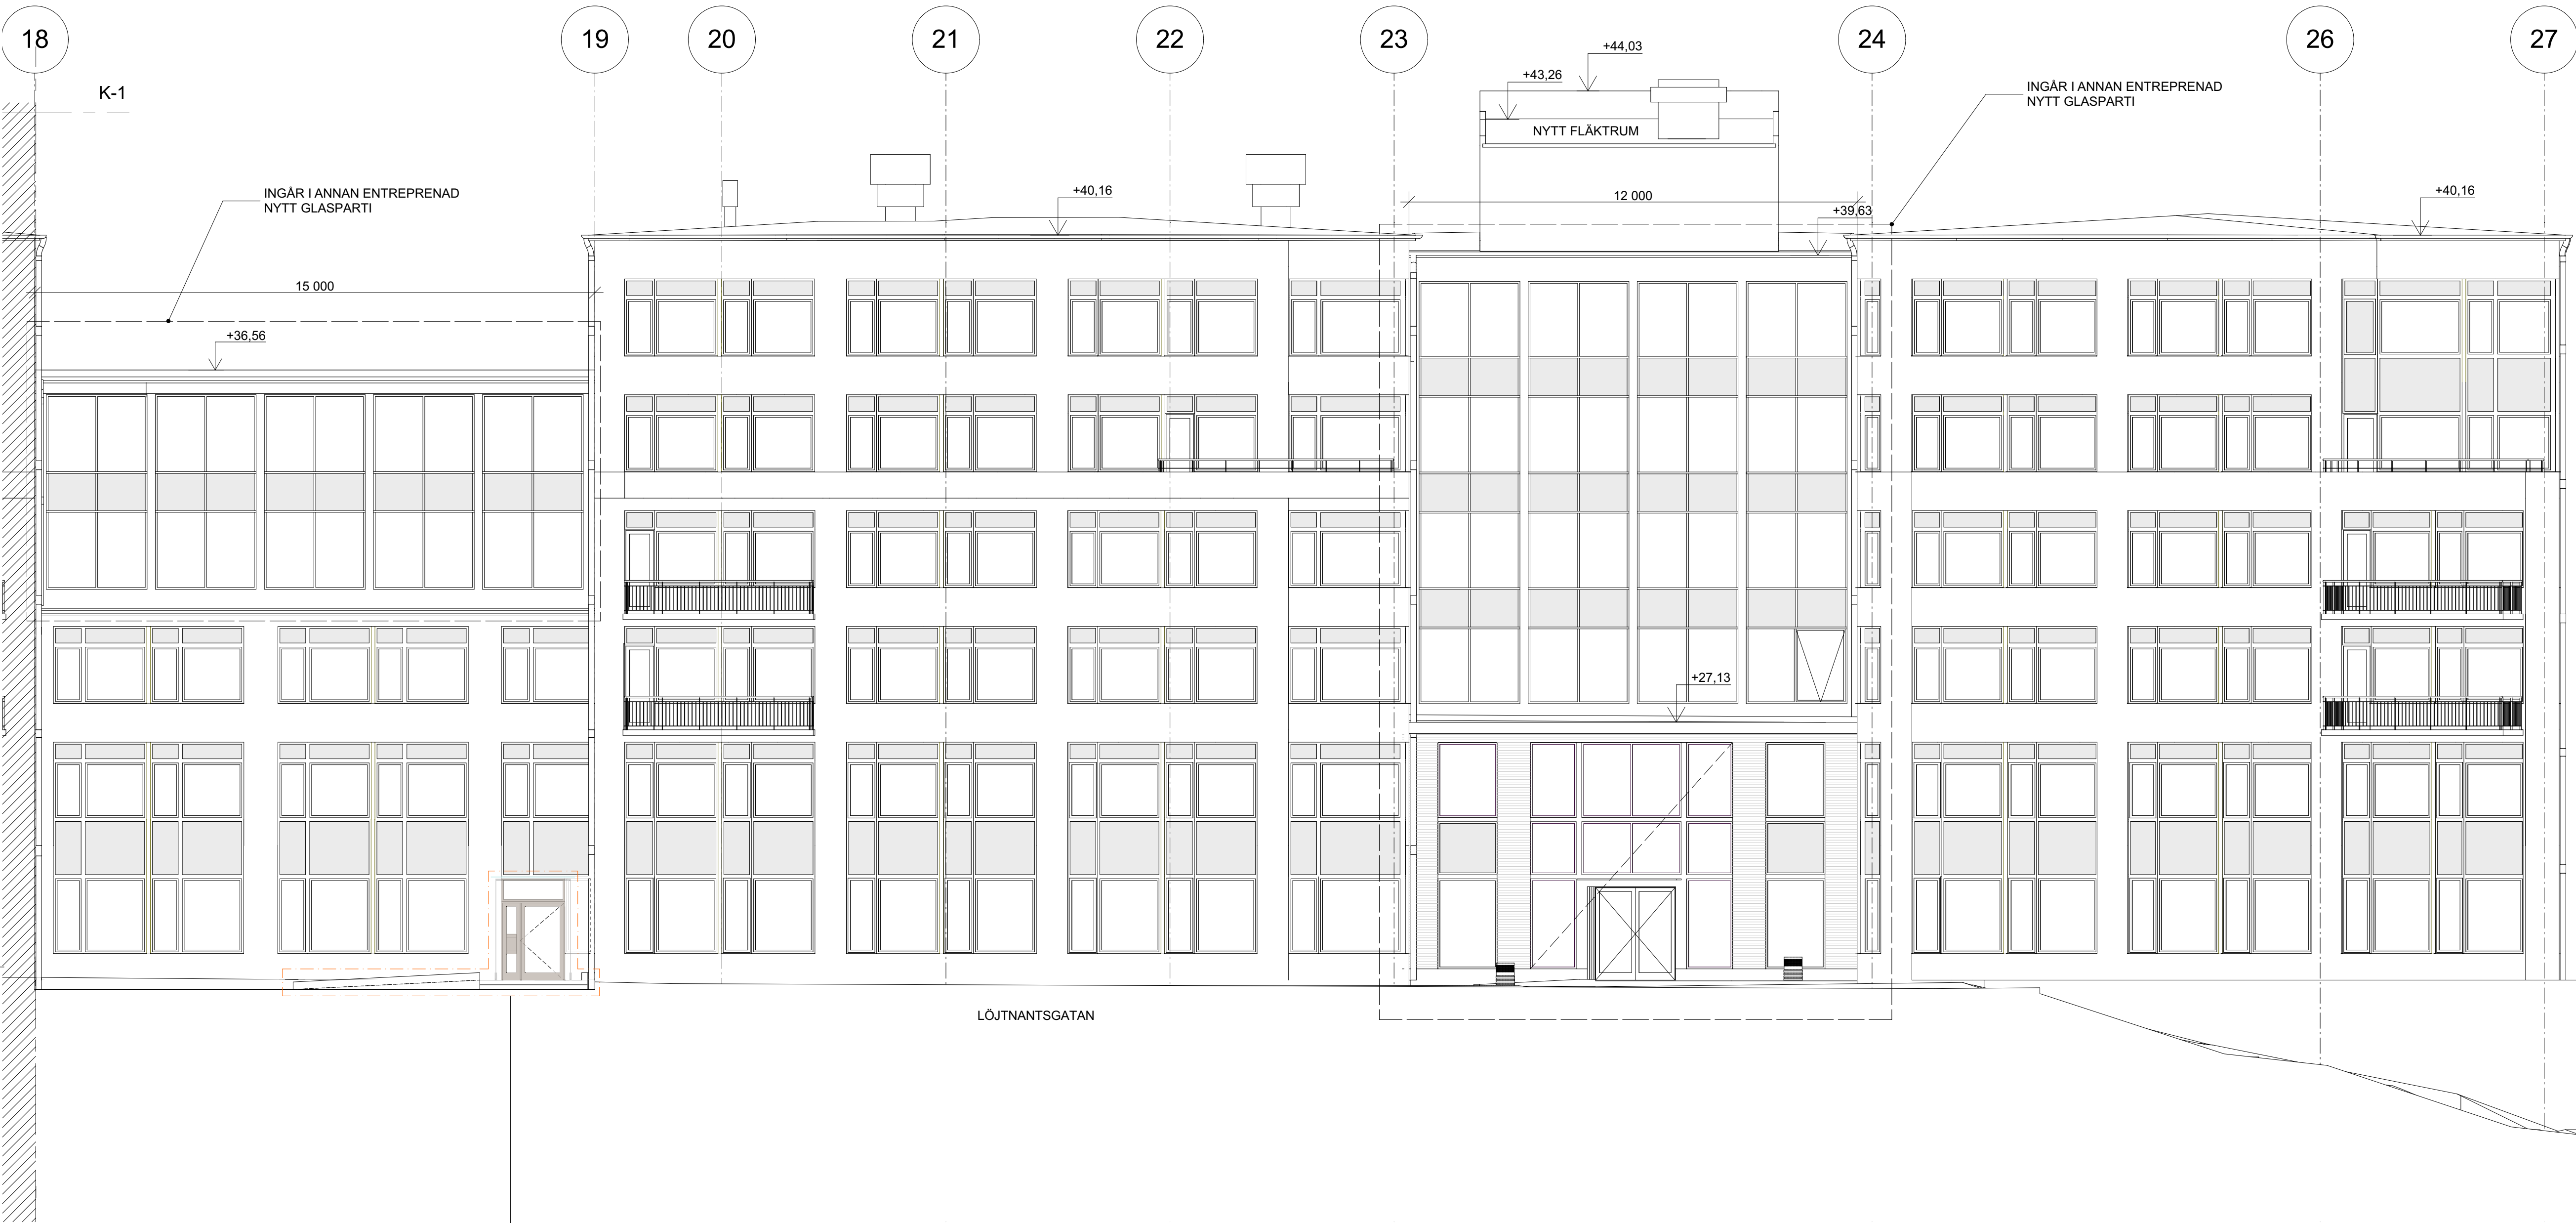 18
19
20
21
22
23
24
26
27
K-1
+44,03
+43,26
INGÅR I ANNAN ENTREPRENAD
NYTT GLASPARTI
NYTT FLÄKTRUM
INGÅR I ANNAN ENTREPRENAD
NYTT GLASPARTI
+40,16
12 000
+40,16
+39,63
15 000
+36,56
+27,13
LÖJTNANTSGATAN